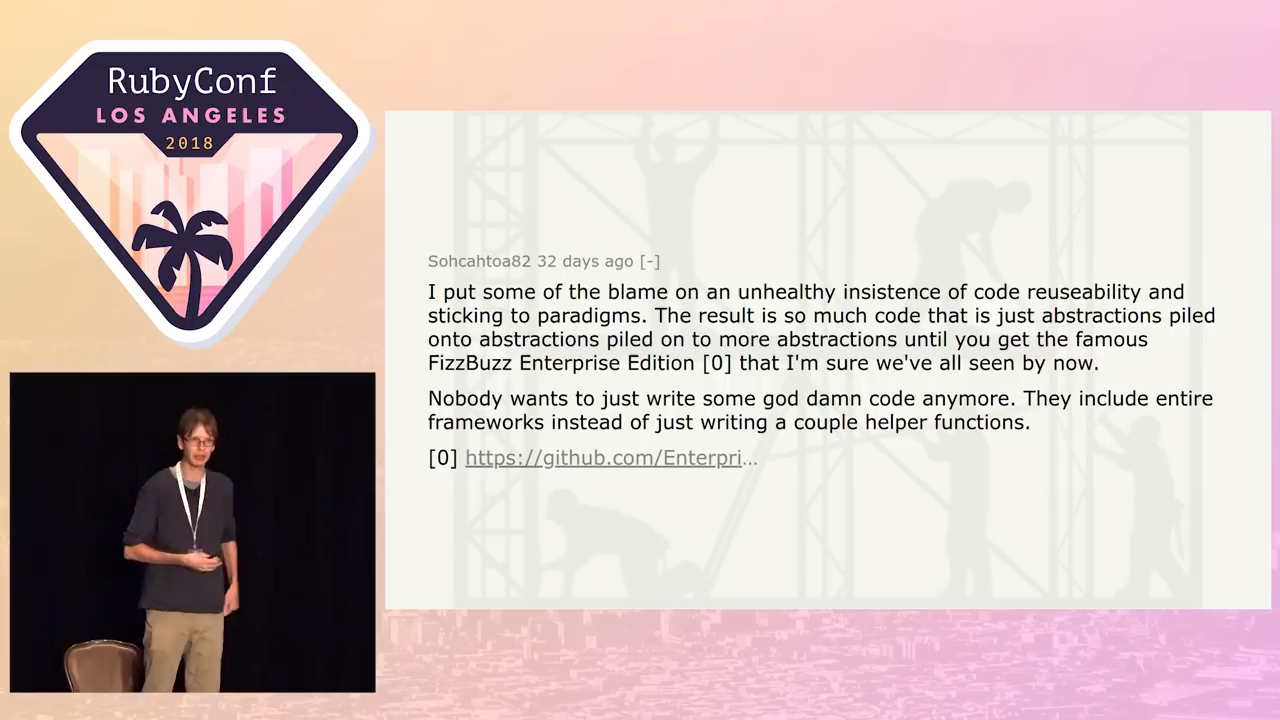 RubyConf
LOS ANGELES
2018
Sohcahtoa82 32 days ago [-]
I put some of the blame on an unhealthy insistence of code reuseability and
sticking to paradigms. The result is so much code that is just abstractions piled
onto abstractions piled on to more abstractions until you get the famous
FizzBuzz Enterprise Edition [0] that I'm sure we've all seen by now.
Nobody wants to just write some god damn code anymore. They include entire
frameworks instead of just writing a couple helper functions.
[0] https://github.com/Enterpri...